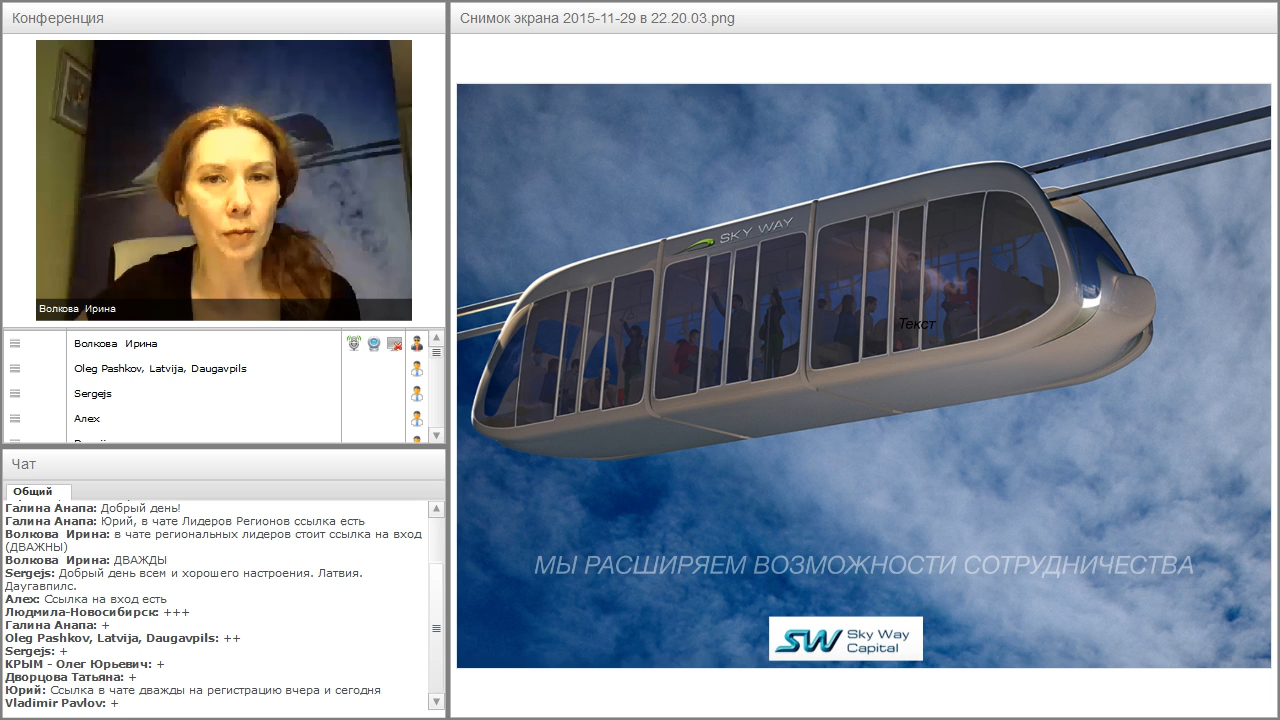 Конференция
Волкова Ирина
Волкова Ирина
Oleg Pashkov, Latvija, Daugavpils
Sergejs
Алех
Чат
Общий
Галина Анапа: Добрый день!
Галина Анапа: Юрий, в чате Лидеров Регионов ссылка есть
Волкова Ирина: в чате региональных лидеров стоит ссылка на вход
(ДВАЖНЫ)
Волкова Ирина: ДВАЖДЫ
Sergejs: Добрый день всем и хорошего настроения. Латвия.
Даугавпилс.
Алех: Ссылка на вход есть
Людмила-Новосибирск: +++
Галина Анапа: +
Oleg Pashkov, Latvija, Daugavpils: ++
Sergejs: +
КРЫМ - Олег Юрьевич: +
Дворцова Татьяна: +
Юрий: Ссылка в чате дважды на регистрацию вчера и сегодня
Vladimir Pavlov: +
Снимок экрана 2015-11-29 в 22.20.03.png
SKY WAY
Текст
МЫ РАСШИРЯЕМ ВОЗМОЖНОСТИ СОТРУДНИЧЕСТВА
SW Sky Way
Capital